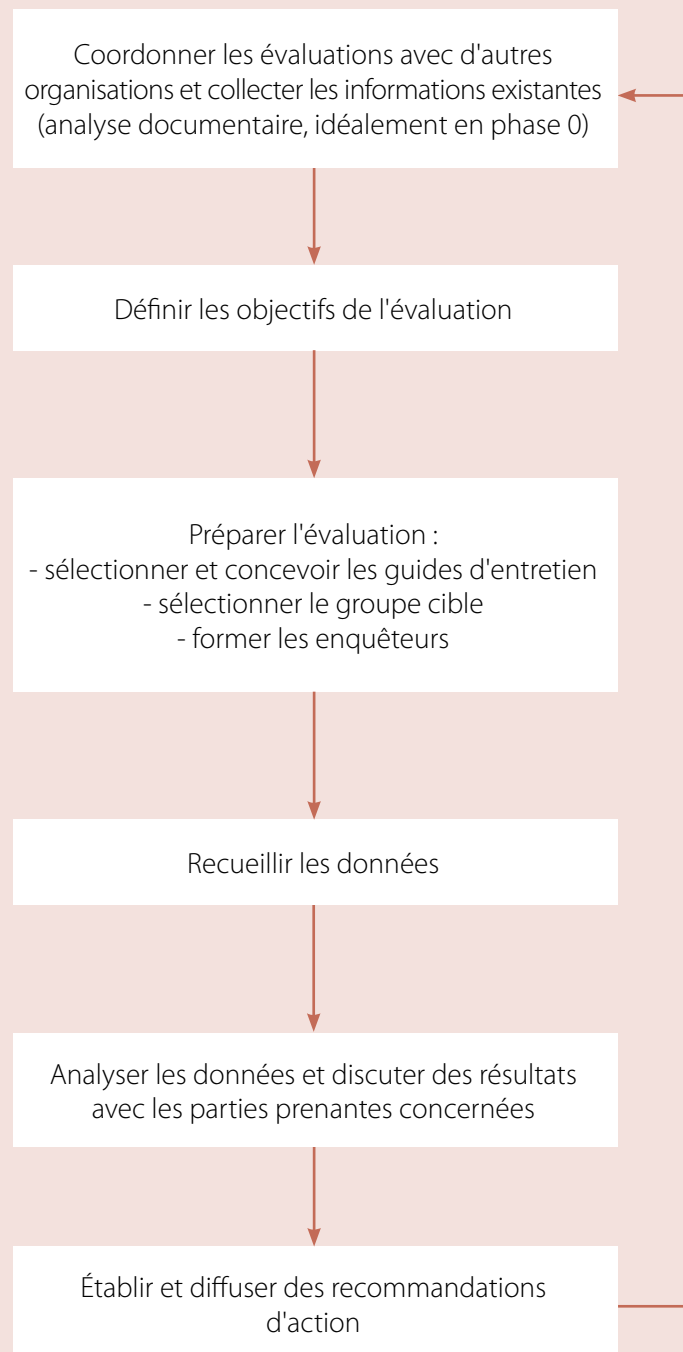 Coordonner les évaluations avec d'autres
organisations et collecter les informations existantes
(analyse documentaire, idéalement en phase 0)
Définir les objectifs de l'évaluation
Préparer l'évaluation :
- sélectionner et concevoir les guides d'entretien
- sélectionner le groupe cible
- former les enquêteurs
Recueillir les données
Analyser les données et discuter des résultats
avec les parties prenantes concernées
Établir et diffuser des recommandations
d'action